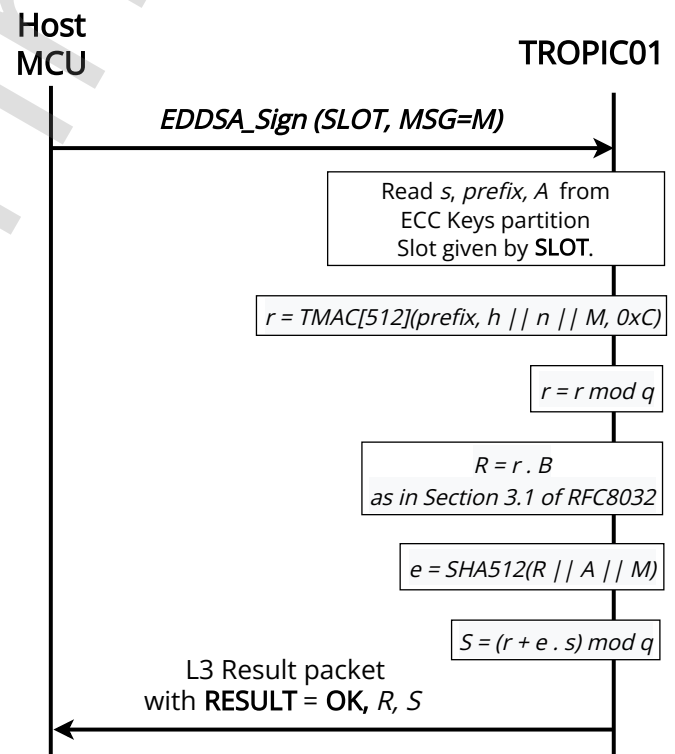 Host
MCU
TROPIC01
EDDSA_Sign (SLOT, MSG=M)
Read s, prefix, A from
ECC Keys partition
Slot given by SLOT.
r = TMAC[512](prefix, h || n || M, 0xC)
r = r mod q
R = r . B
as in Section 3.1 of RFC8032
e = SHA512(R || A || M)
S = (r + e . s) mod q
L3 Result packet
with RESULT = OK, R, S